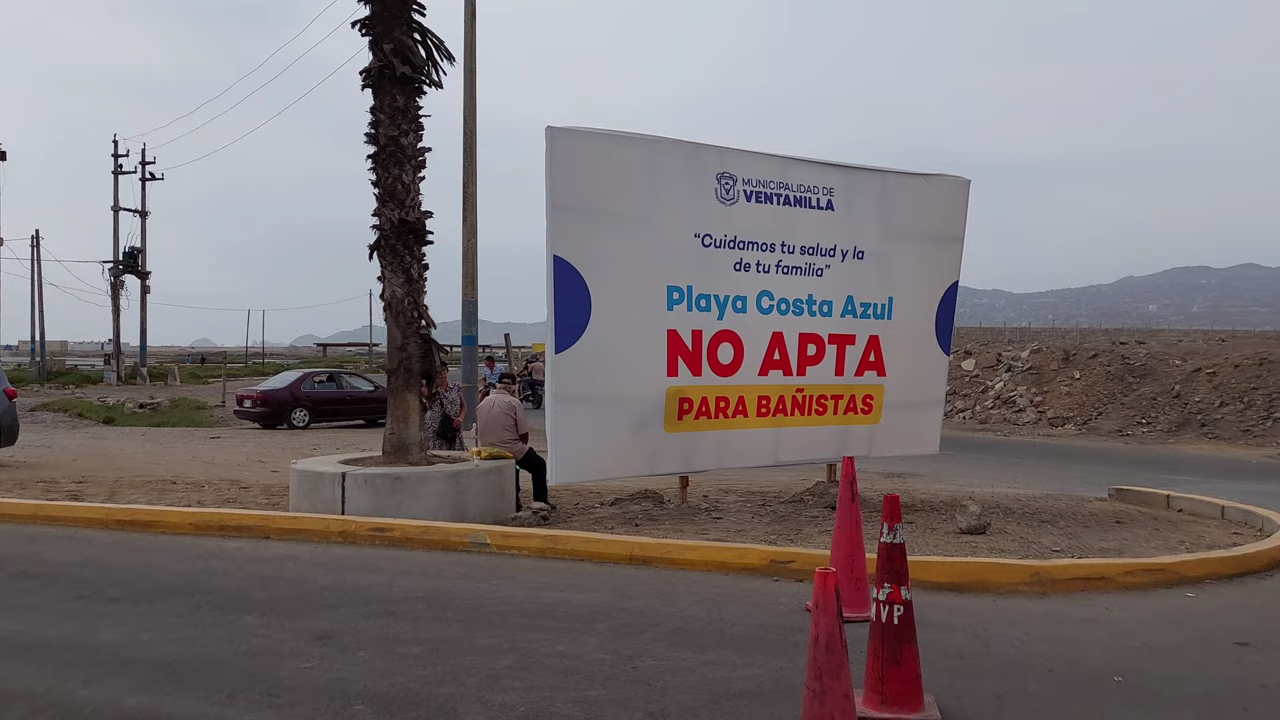 MUNICIPALIDAD DE
VENTANILLA
“Cuidamos tu salud y la
de tu familia”
Playa Costa Azul
NO APTA
PARA BAÑISTAS
MVP